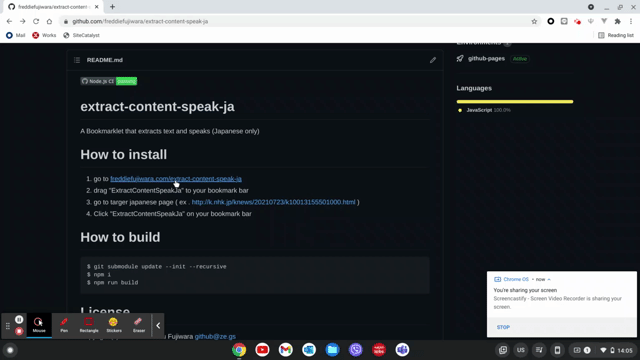 freddiefujiwara/extract-content-s
github.com/freddiefujiwara/extract-content-speak-ja
Mail
Works
SiteCatalyst
Reading list
README.md
Node.js CI passing
extract-content-speak-ja
A Bookmarklet that extracts text and speaks (Japanese only)
How to install
1. go to freddiefujiwara.com/extract-content-speak-ja
2. drag "ExtractContentSpeakJa" to your bookmark bar
3. go to targer japanese page ( ex . http://k.nhk.jp/knews/20210723/k10013155501000.html )
4. Click "ExtractContentSpeakJa" on your bookmark bar
How to build
$ git submodule update --init --recursive
$ npm i
$ npm run build
License
Fujiwara github@ze.gs
github-pages
Active
Languages
JavaScript 100.0%
Chrome OS • now
You're sharing your screen
Screencastify - Screen Video Recorder is sharing your
screen.
STOP
Mouse
Pen
Rectangle
Stickers
Eraser
US
14:05